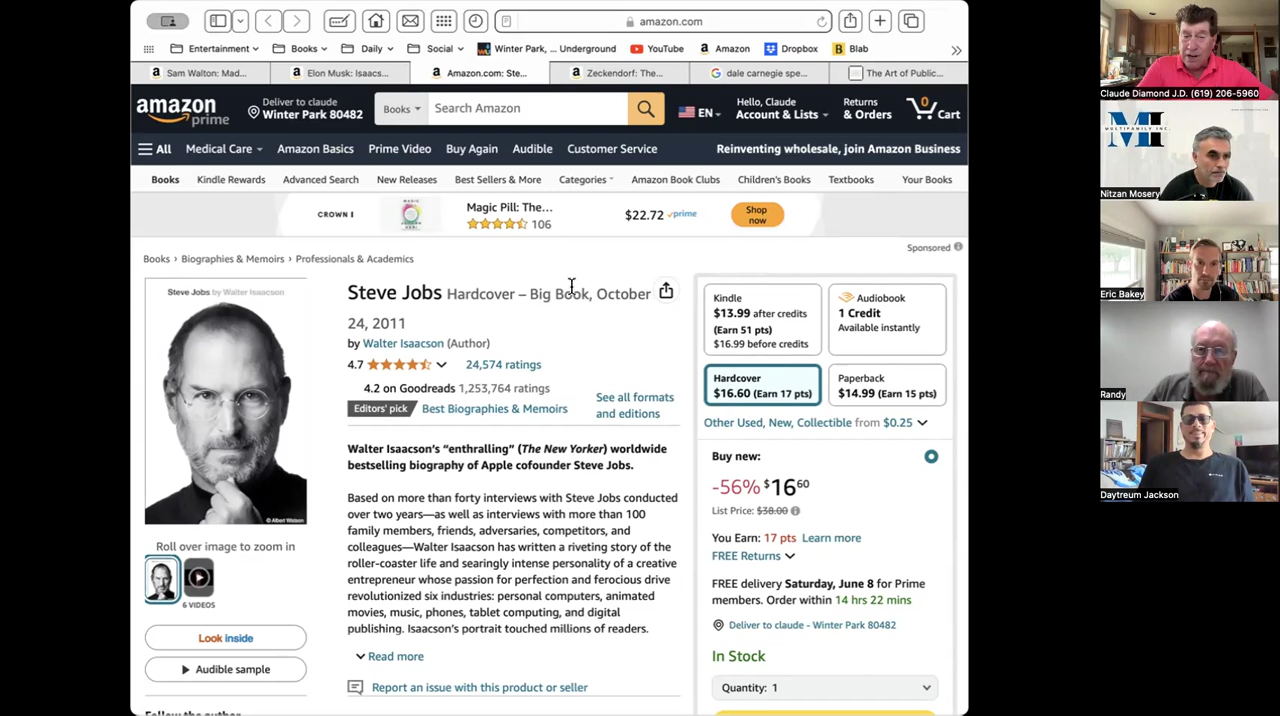 amazon.com
Entertainment
Books
Daily
Social
Winter Park, ... Underground
YouTube
Amazon
Dropbox
Blab
Sam Walton: Mad...
Elon Musk: Isaacs...
Amazon.com: Ste...
Zeckendorf: The...
dale carnegie spe...
The Art of Public...
amazon
prime
Deliver to claude
Winter Park 80482
Books
Search Amazon
EN
Hello, Claude
Account & Lists
Returns
& Orders
0
Cart
All
Medical Care
Amazon Basics
Prime Video
Buy Again
Audible
Customer Service
Reinventing wholesale, join Amazon Business
Books
Kindle Rewards
Advanced Search
New Releases
Best Sellers & More
Categories
Amazon Book Clubs
Children's Books
Textbooks
Your Books
CROWN
MAGIC
PILL
Magic Pill: The...
106
$22.72 prime
Shop
now
Sponsored
Books › Biographies & Memoirs › Professionals & Academics
Steve Jobs by Walter Isaacson
© Albert Watson
Roll over image to zoom in
6 VIDEOS
Look inside
Audible sample
Follow the author
Steve Jobs Hardcover – Big Book, October
24, 2011
by Walter Isaacson (Author)
4.7
24,574 ratings
4.2 on Goodreads 1,253,764 ratings
Editors' pick
Best Biographies & Memoirs
See all formats
and editions
Walter Isaacson’s “enthralling” (The New Yorker) worldwide
bestselling biography of Apple cofounder Steve Jobs.
Based on more than forty interviews with Steve Jobs conducted
over two years—as well as interviews with more than 100
family members, friends, adversaries, competitors, and
colleagues—Walter Isaacson has written a riveting story of the
roller-coaster life and searingly intense personality of a creative
entrepreneur whose passion for perfection and ferocious drive
revolutionized six industries: personal computers, animated
movies, music, phones, tablet computing, and digital
publishing. Isaacson’s portrait touched millions of readers.
Read more
Report an issue with this product or seller
Kindle
$13.99 after credits
(Earn 51 pts)
$16.99 before credits
Audiobook
1 Credit
Available instantly
Hardcover
$16.60 (Earn 17 pts)
Paperback
$14.99 (Earn 15 pts)
Other Used, New, Collectible from $0.25
Buy new:
-56% $16 60
List Price: $38.00
You Earn: 17 pts Learn more
FREE Returns
FREE delivery Saturday, June 8 for Prime
members. Order within 14 hrs 22 mins
Deliver to claude - Winter Park 80482
In Stock
Quantity: 1
Claude Diamond J.D. (619) 206-5960
MI
MULTIFAMILY INC.
Nitzan Mosery
Eric Bakey
Randy
Daytreum Jackson